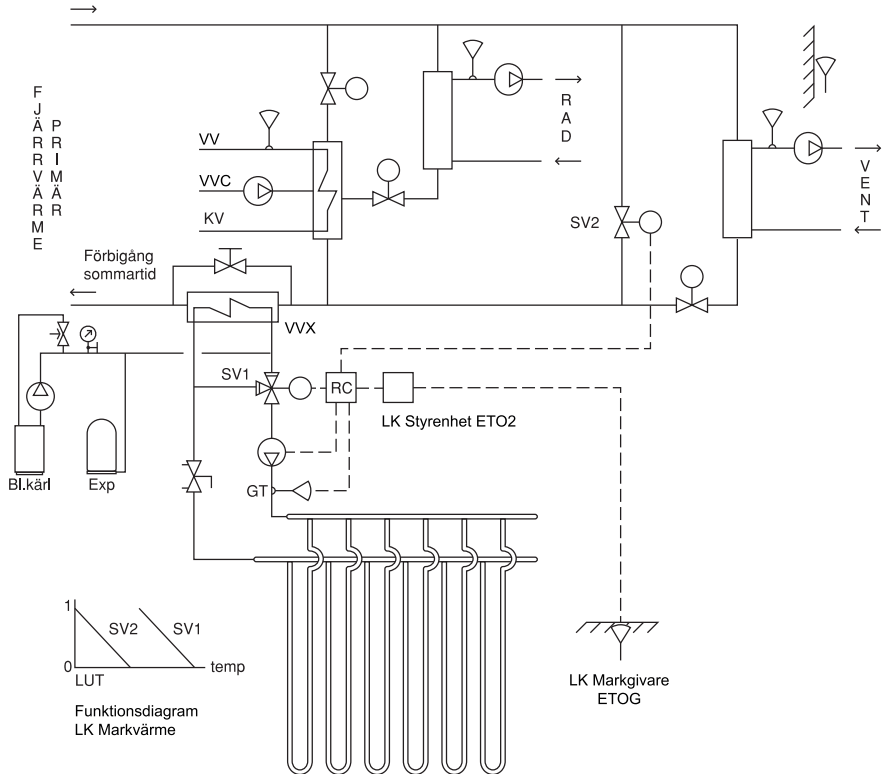 FJÄRRVÄRME
PRIMÄR
RAD
VENT
VV
VVC
KV
SV2
Förbigång
sommartid
VVX
SV1
RC
LK Styrenhet ETO2
GT
Bl.kärl
Exp
1
SV2
SV1
0
temp
LUT
Funktionsdiagram
LK Markvärme
LK Markgivare
ETOG